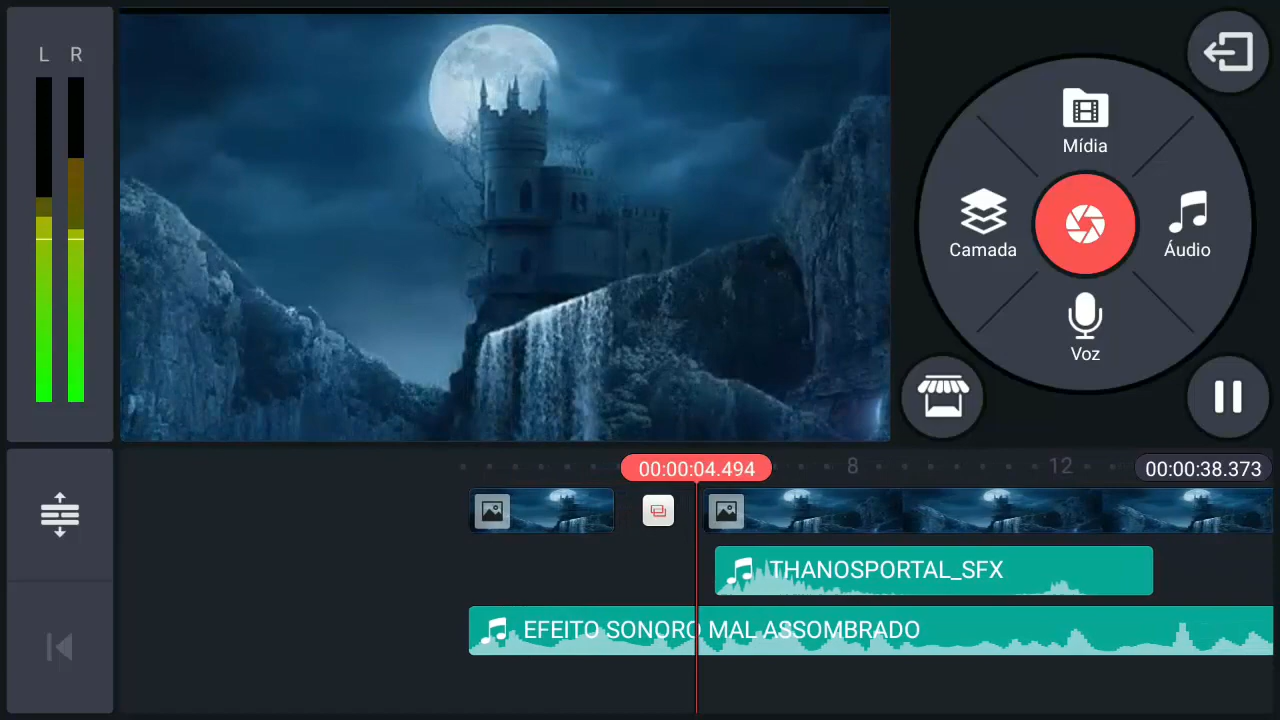 L R
Mídia
Camada
Áudio
Voz
00:00:04.494
8
12
00:00:38.373
THANOSPORTAL_SFX
EFEITO SONORO MAL ASSOMBRADO